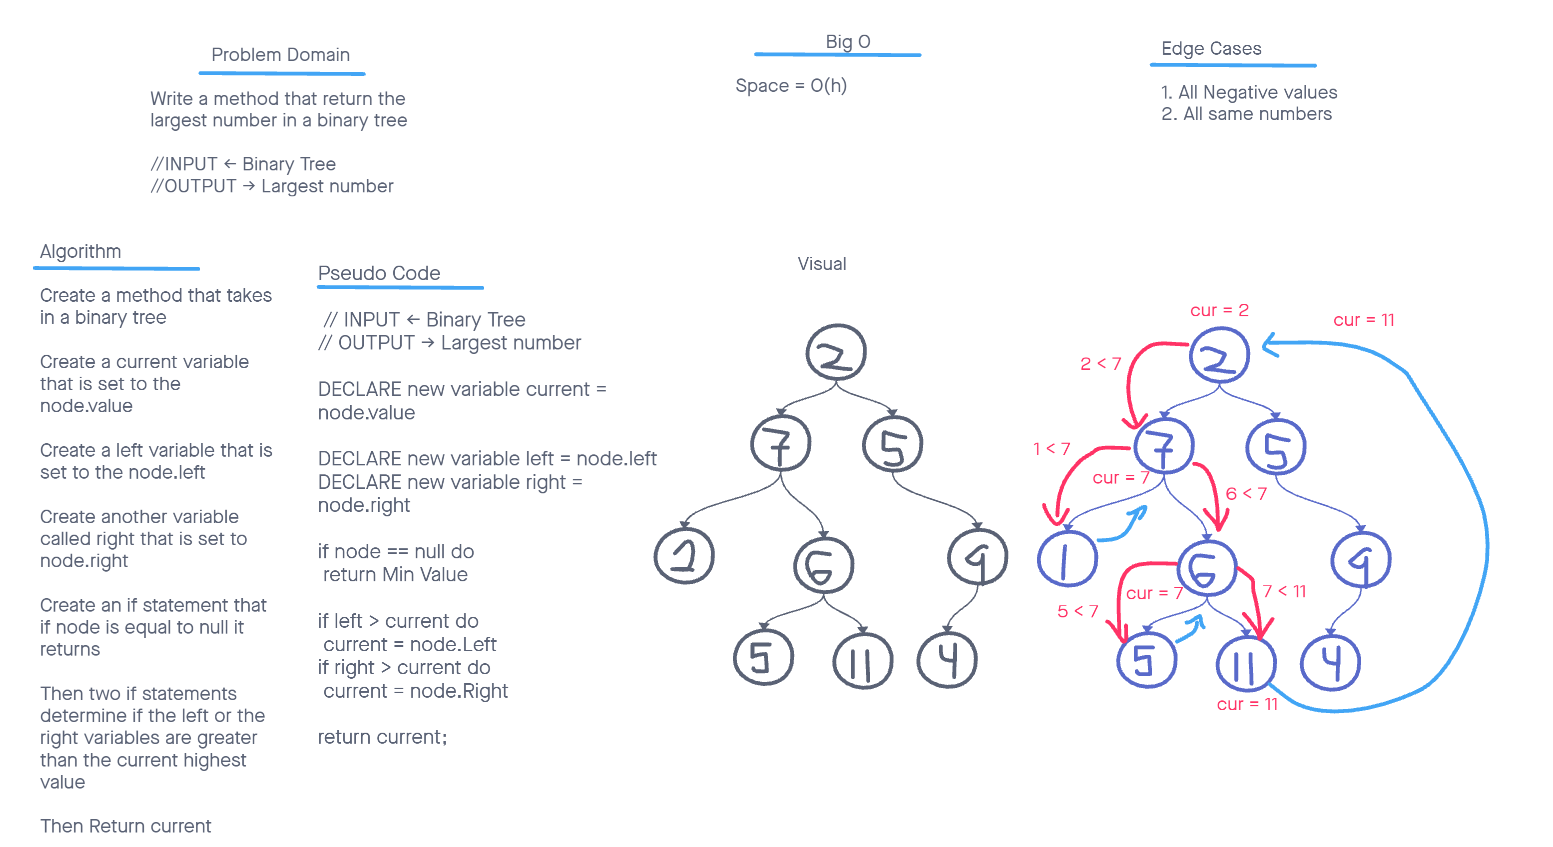 Problem Domain
Write a method that return the
largest number in a binary tree
//INPUT ← Binary Tree
//OUTPUT → Largest number
Big O
Space = O(h)
Edge Cases
1. All Negative values
2. All same numbers
Algorithm
Create a method that takes
in a binary tree
Create a current variable
that is set to the
node.value
Create a left variable that is
set to the node.left
Create another variable
called right that is set to
node.right
Create an if statement that
if node is equal to null it
returns
Then two if statements
determine if the left or the
right variables are greater
than the current highest
value
Then Return current
Pseudo Code
// INPUT ← Binary Tree
// OUTPUT → Largest number
DECLARE new variable current =
node.value
DECLARE new variable left = node.left
DECLARE new variable right =
node.right
if node == null do
return Min Value
if left > current do
current = node.Left
if right > current do
current = node.Right
return current;
Visual
2
7 5
1 6 9
5 11 4
cur = 2
cur = 11
2
2 < 7
7 5
1 < 7
cur = 7
6 < 7
1 6 9
cur = 7
7 < 11
5 < 7
5 11 4
cur = 11